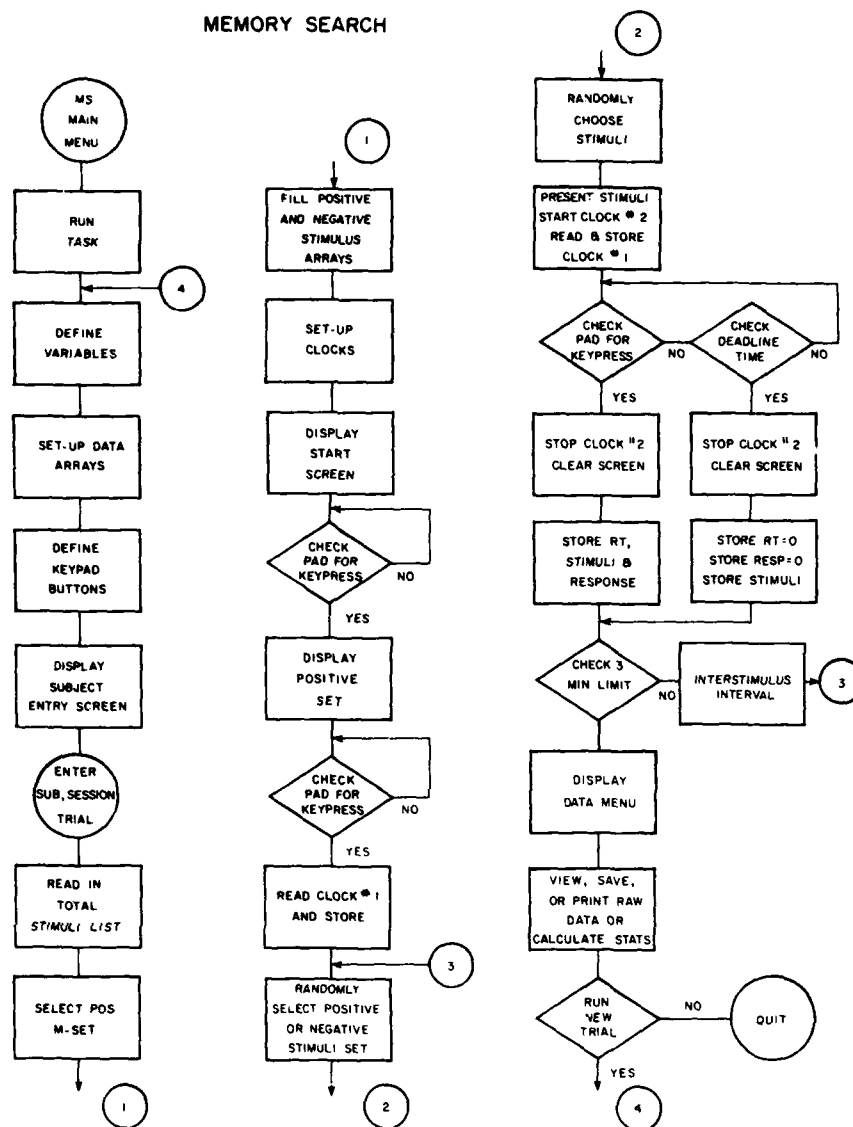 MEMORY SEARCH
MS
MAIN
MENU
RUN
TASK
4
DEFINE
VARIABLES
SET-UP DATA
ARRAYS
DEFINE
KEYPAD
BUTTONS
DISPLAY
SUBJECT
ENTRY SCREEN
ENTER
SUB, SESSION
TRIAL
READ IN
TOTAL
STIMULI LIST
SELECT POS
M-SET
1
1
FILL POSITIVE
AND NEGATIVE
STIMULUS
ARRAYS
SET-UP
CLOCKS
DISPLAY
START
SCREEN
CHECK
PAD FOR
KEYPRESS
NO
YES
DISPLAY
POSITIVE
SET
CHECK
PAD FOR
KEYPRESS
NO
YES
READ CLOCK # 1
AND STORE
3
RANDOMLY
SELECT POSITIVE
OR NEGATIVE
STIMULI SET
2
2
RANDOMLY
CHOOSE
STIMULI
PRESENT STIMULI
START CLOCK # 2
READ & STORE
CLOCK # 1
CHECK
PAD FOR
KEYPRESS
NO
CHECK
DEADLINE
TIME
NO
YES
YES
STOP CLOCK #2
CLEAR SCREEN
STOP CLOCK #2
CLEAR SCREEN
STORE RT,
STIMULI &
RESPONSE
STORE RT=0
STORE RESP=0
STORE STIMULI
CHECK 3
MIN LIMIT
NO
INTERSTIMULUS
INTERVAL
3
DISPLAY
DATA MENU
VIEW, SAVE,
OR PRINT RAW
DATA OR
CALCULATE STATS
RUN
NEW
TRIAL
NO
QUIT
YES
4